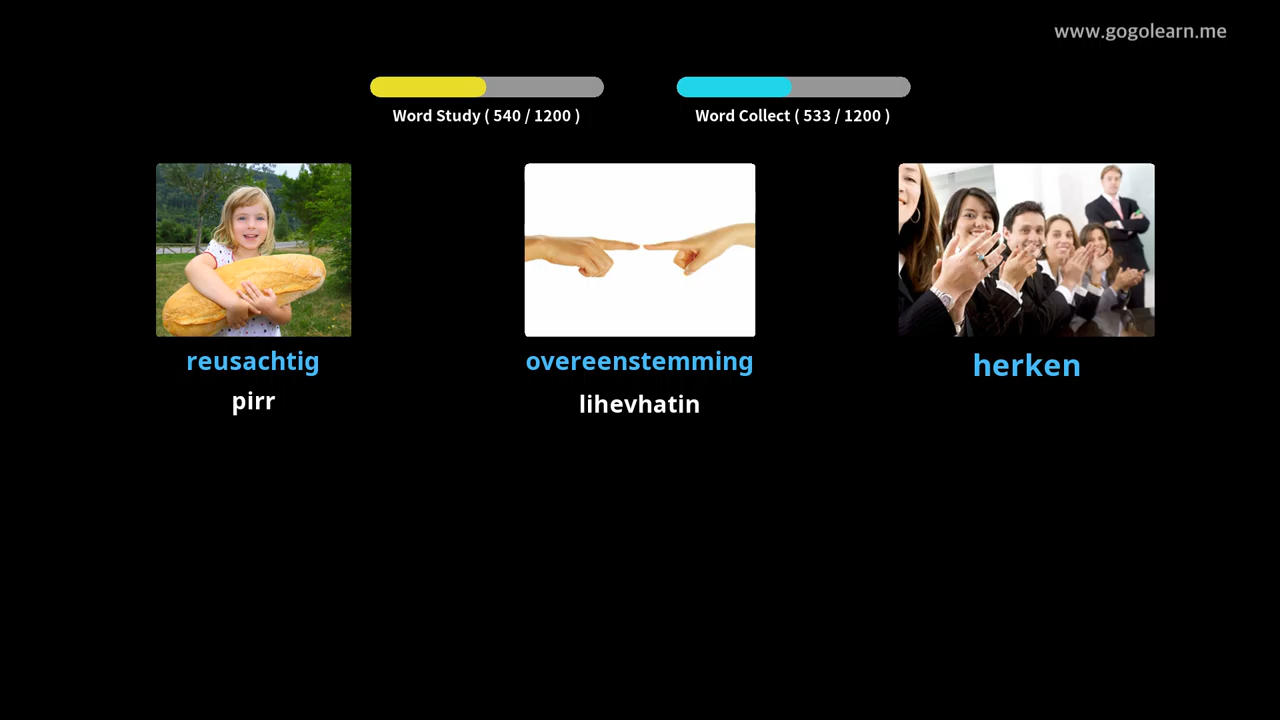 www.gogolearn.me
Word Study ( 540 / 1200 )
Word Collect ( 533 / 1200 )
reusachtig
overeenstemming
herken
pirr
lihevhatin